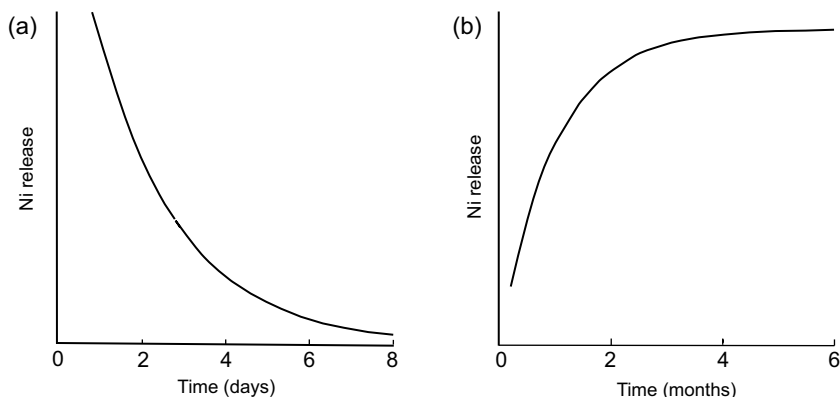 (a)
Ni release
0 2 4 6 8
Time (days)
(b)
Ni release
0 2 4 6
Time (months)